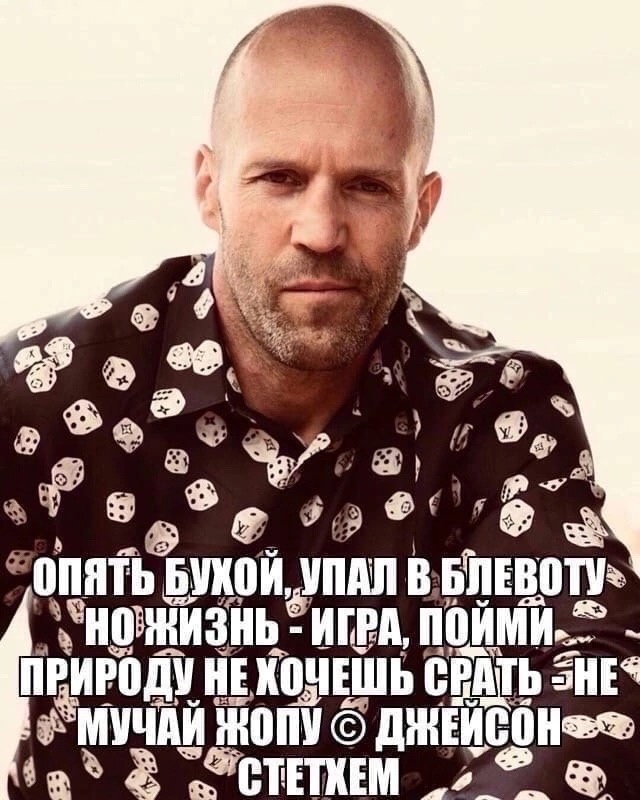 ОПЯТЬ БУХОЙ, УПАЛ В БЛЕВОТУ
НО ЖИЗНЬ - ИГРА, ПОЙМИ
ПРИРОДУ НЕ ХОЧЕШЬ СРАТЬ - НЕ
МУЧАЙ ЖОПУ © ДЖЕЙСОН
СТЕТХЕМ